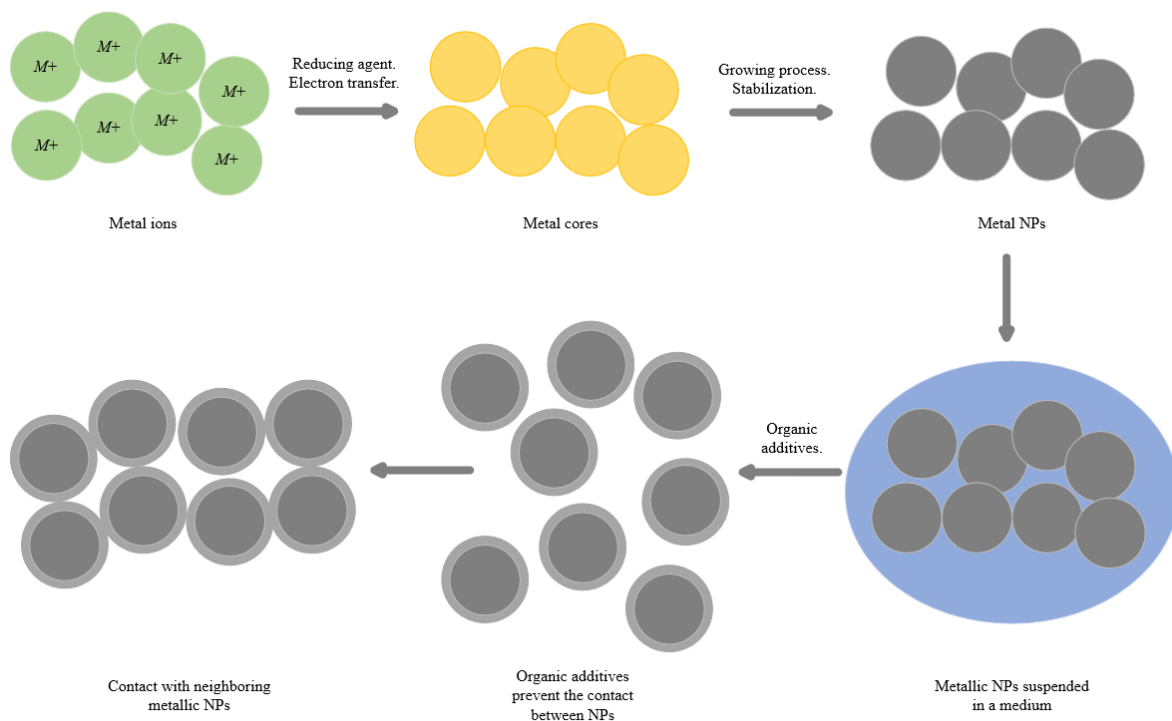 M+
M+
M+
M+
M+
M+
M+
M+
Reducing agent.
Electron transfer.
Growing process.
Stabilization.
Metal ions
Metal cores
Metal NPs
Organic
additives.
Contact with neighboring
metallic NPs
Organic additives
prevent the contact
between NPs
Metallic NPs suspended
in a medium